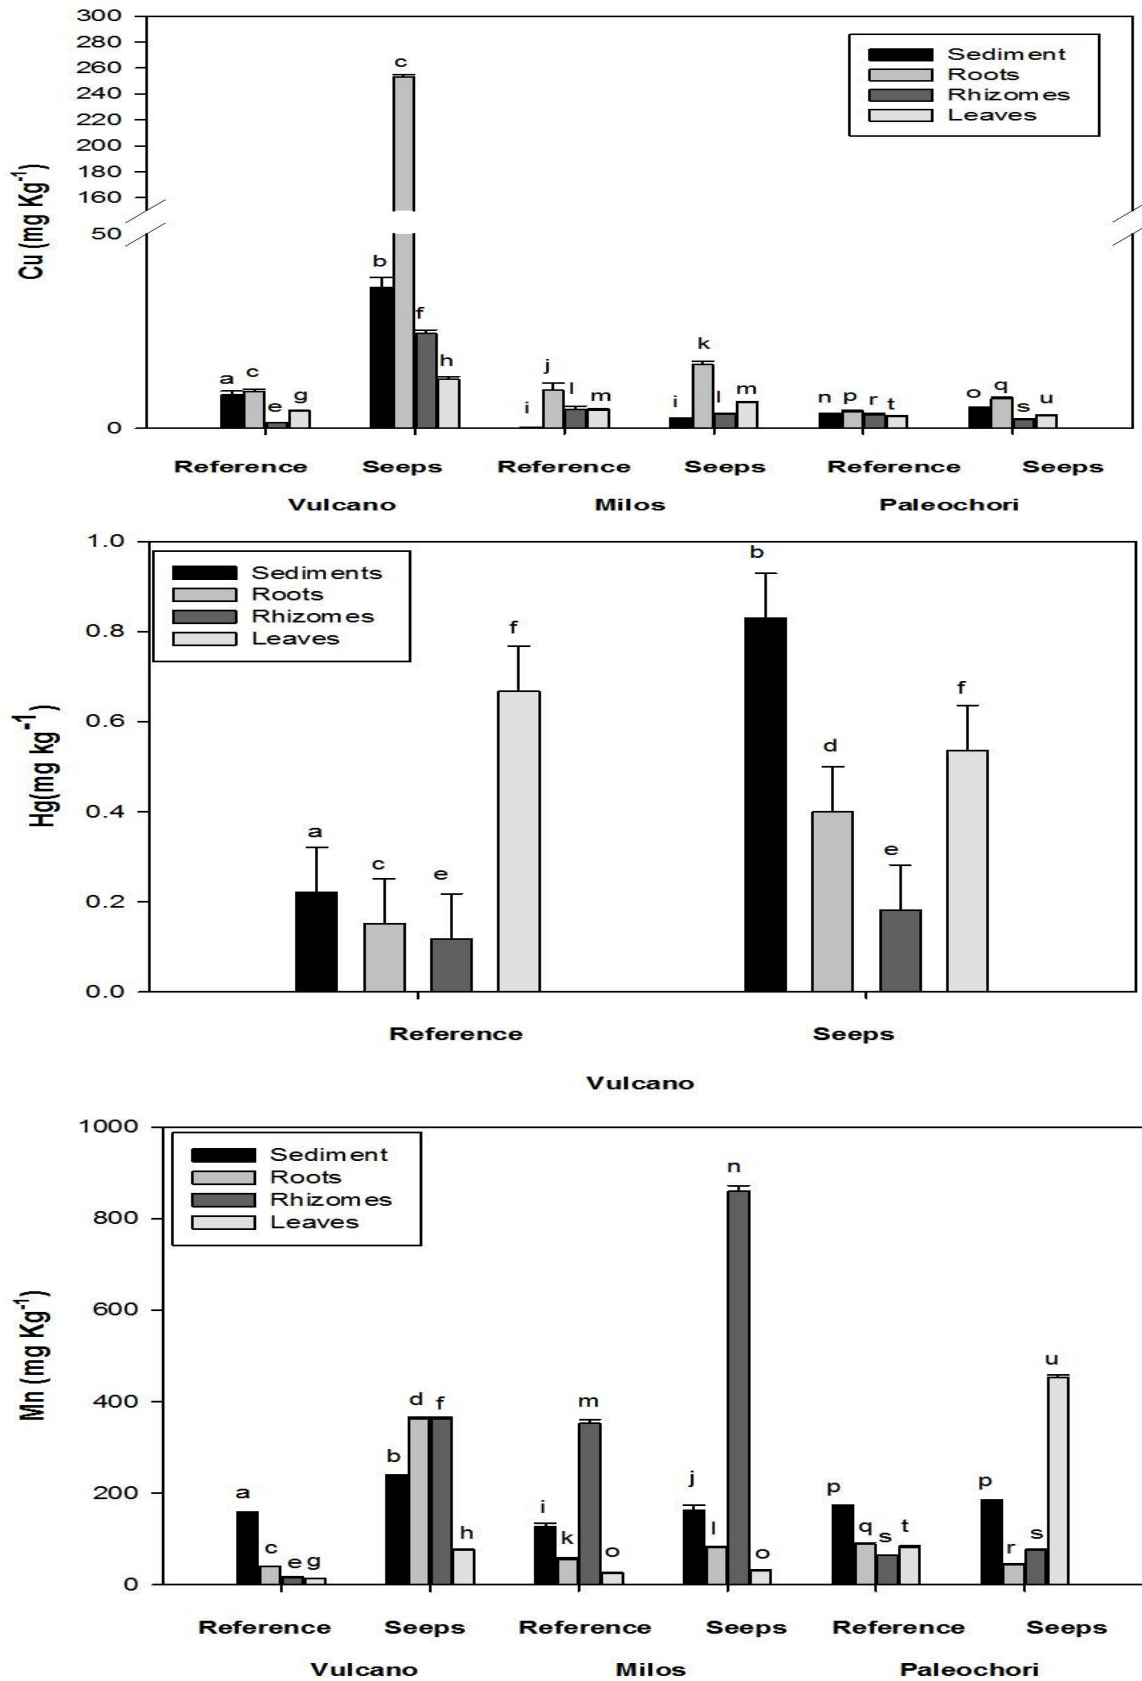 300
280
260
240
220
200
180
160
50
0
Cu (mg Kg-1)
Sediment
Roots
Rhizomes
Leaves
a c e g b c f h i j l m i k l m n p r t o q s u
Reference Seeps Reference Seeps Reference Seeps
Vulcano Milos Paleochori
1.0
0.8
0.6
0.4
0.2
0.0
Hg(mg kg-1)
Sediments
Roots
Rhizomes
Leaves
a c e f b d e f
Reference Seeps
Vulcano
1000
800
600
400
200
0
Mn (mg Kg-1)
Sediment
Roots
Rhizomes
Leaves
a c e g b d f h i k m o j l n o p q s t p r s u
Reference Seeps Reference Seeps Reference Seeps
Vulcano Milos Paleochori